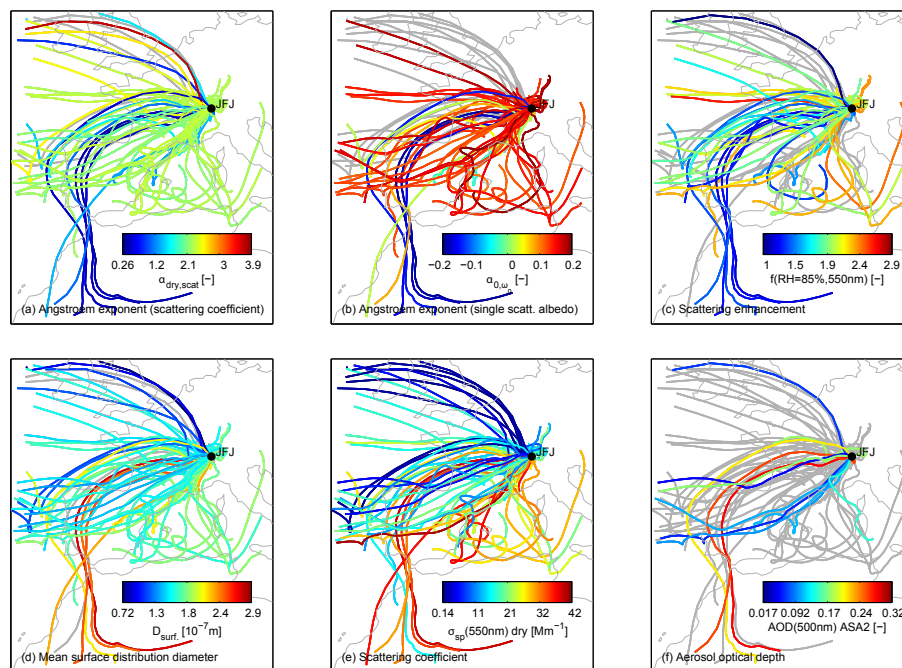 JFJ
0.26 1.2 2.1 3 3.9
α_dry,scat [−]
(a) Angstroem exponent (scattering coefficient)
JFJ
−0.2 −0.1 0 0.1 0.2
α_0,ω_0 [−]
(b) Angstroem exponent (single scatt. albedo)
JFJ
1 1.5 1.9 2.4 2.9
f(RH=85%,550nm) [−]
(c) Scattering enhancement
JFJ
0.72 1.3 1.8 2.4 2.9
D_surf. [10⁻⁷m]
(d) Mean surface distribution diameter
JFJ
0.14 11 21 32 42
σ_sp(550nm) dry [Mm⁻¹]
(e) Scattering coefficient
JFJ
0.017 0.092 0.17 0.24 0.32
AOD(500nm) ASA2 [−]
(f) Aerosol optical depth